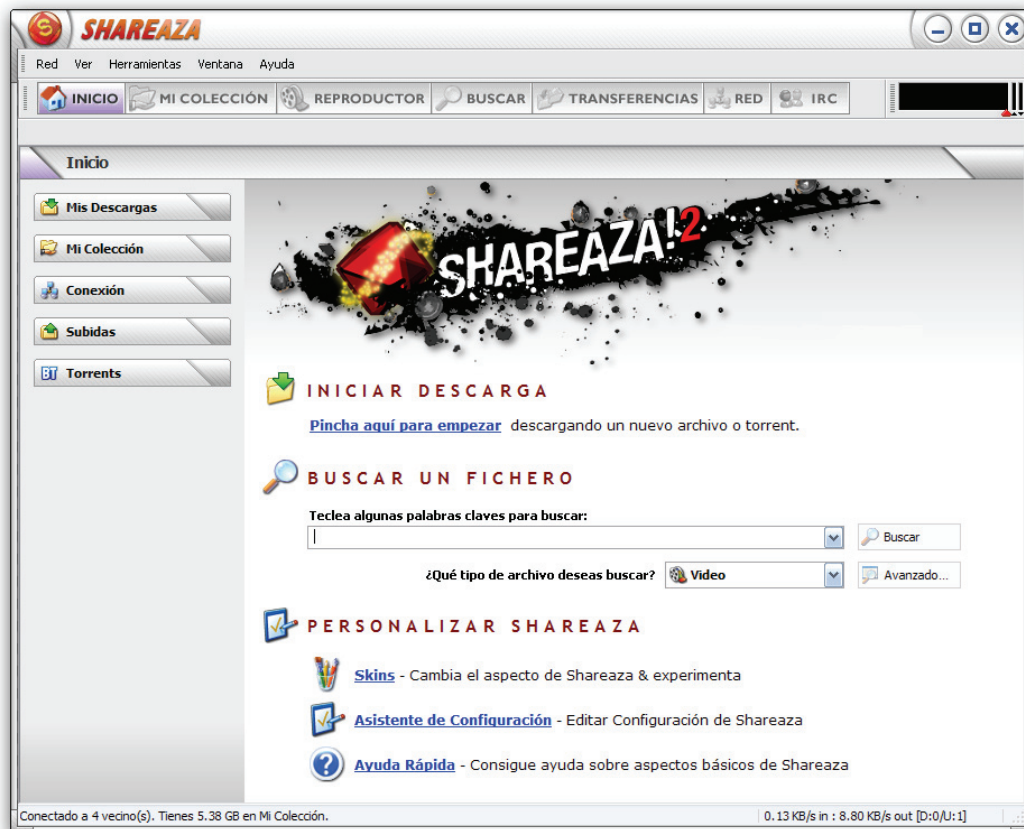 SHAREAZA
Red Ver Herramientas Ventana Ayuda
INICIO MI COLECCIÓN REPRODUCTOR BUSCAR TRANSFERENCIAS RED IRC
Inicio
Mis Descargas
Mi Colección
Conexión
Subidas
BT Torrents
SHAREAZA!2
INICIAR DESCARGA
Pincha aquí para empezar descargando un nuevo archivo o torrent.
BUSCAR UN FICHERO
Teclea algunas palabras claves para buscar:
Buscar
¿Qué tipo de archivo deseas buscar? Video Avanzado...
PERSONALIZAR SHAREAZA
Skins - Cambia el aspecto de Shareaza & experimenta
Asistente de Configuración - Editar Configuración de Shareaza
Ayuda Rápida - Consigue ayuda sobre aspectos básicos de Shareaza
Conectado a 4 vecino(s). Tienes 5.38 GB en Mi Colección. 0.13 KB/s in : 8.80 KB/s out [D:0/U:1]